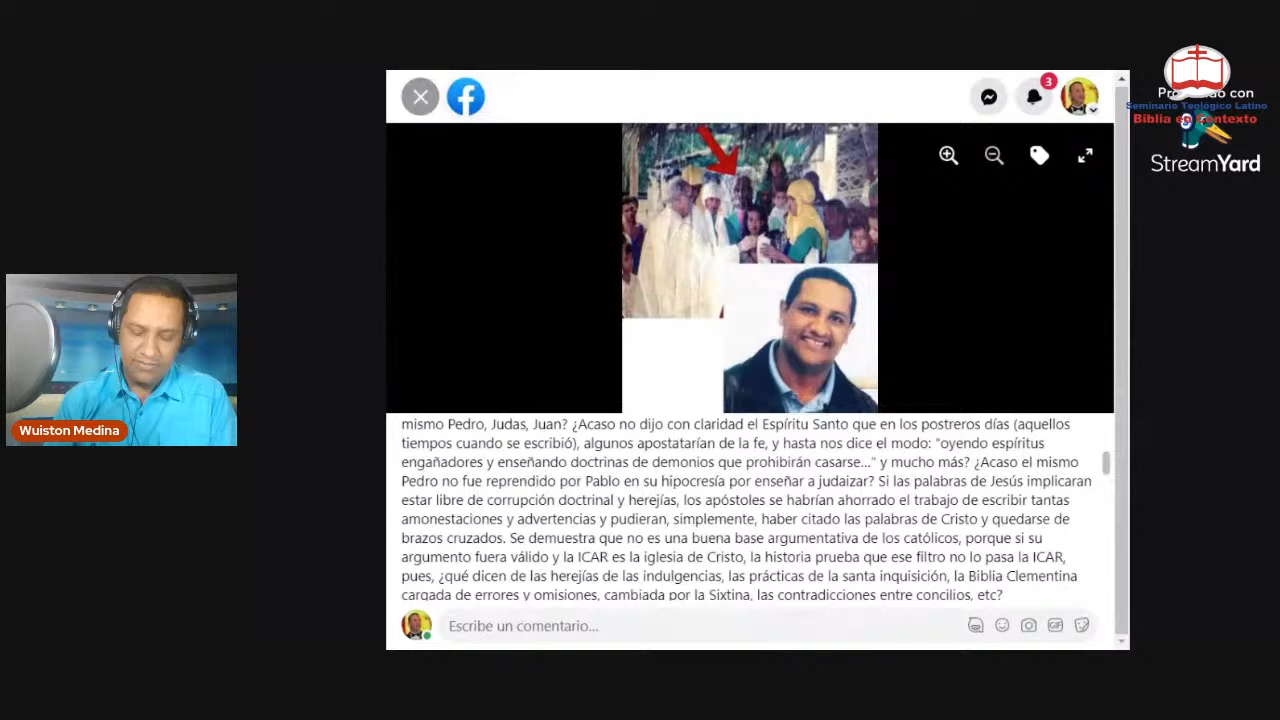 3
Produciendo con
Seminario Teológico Latino
Biblia en Contexto
StreamYard
Wuiston Medina
mismo Pedro, Judas, Juan? ¿Acaso no dijo con claridad el Espíritu Santo que en los postreros días (aquellos
tiempos cuando se escribió), algunos apostatarían de la fe, y hasta nos dice el modo: “oyendo espíritus
engañadores y enseñando doctrinas de demonios que prohibirán casarse...” y mucho más? ¿Acaso el mismo
Pedro no fue reprendido por Pablo en su hipocresía por enseñar a judaizar? Si las palabras de Jesús implicaran
estar libre de corrupción doctrinal y herejías, los apóstoles se habrían ahorrado el trabajo de escribir tantas
amonestaciones y advertencias y pudieran, simplemente, haber citado las palabras de Cristo y quedarse de
brazos cruzados. Se demuestra que no es una buena base argumentativa de los católicos, porque si su
argumento fuera válido y la ICAR es la iglesia de Cristo, la historia prueba que ese filtro no lo pasa la ICAR,
pues, ¿qué dicen de las herejías de las indulgencias, las prácticas de la santa inquisición, la Biblia Clementina
cargada de errores y omisiones, cambiada por la Sixtina, las contradicciones entre concilios, etc?
Escribe un comentario...
GIF